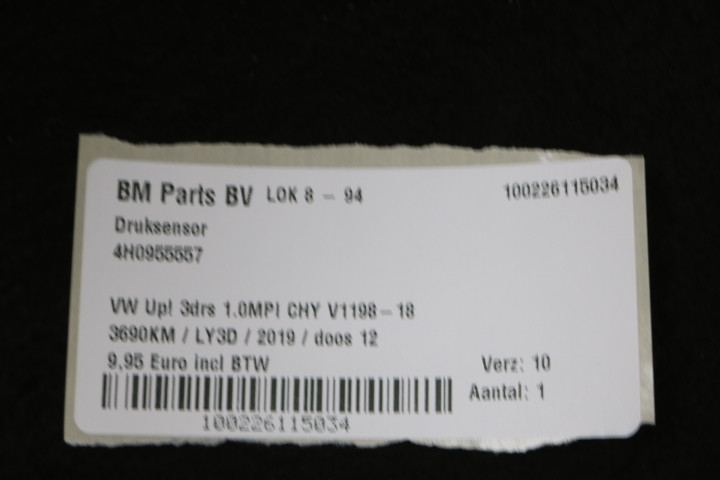 BM Parts BV LOK 8 - 94 100226115034
Druksensor
4H0955557
VW Up! 3drs 1.0MPI CHY V1198-18
3690KM / LY3D / 2019 / doos 12
9,95 Euro incl BTW Verz: 10
Aantal: 1
100226115034